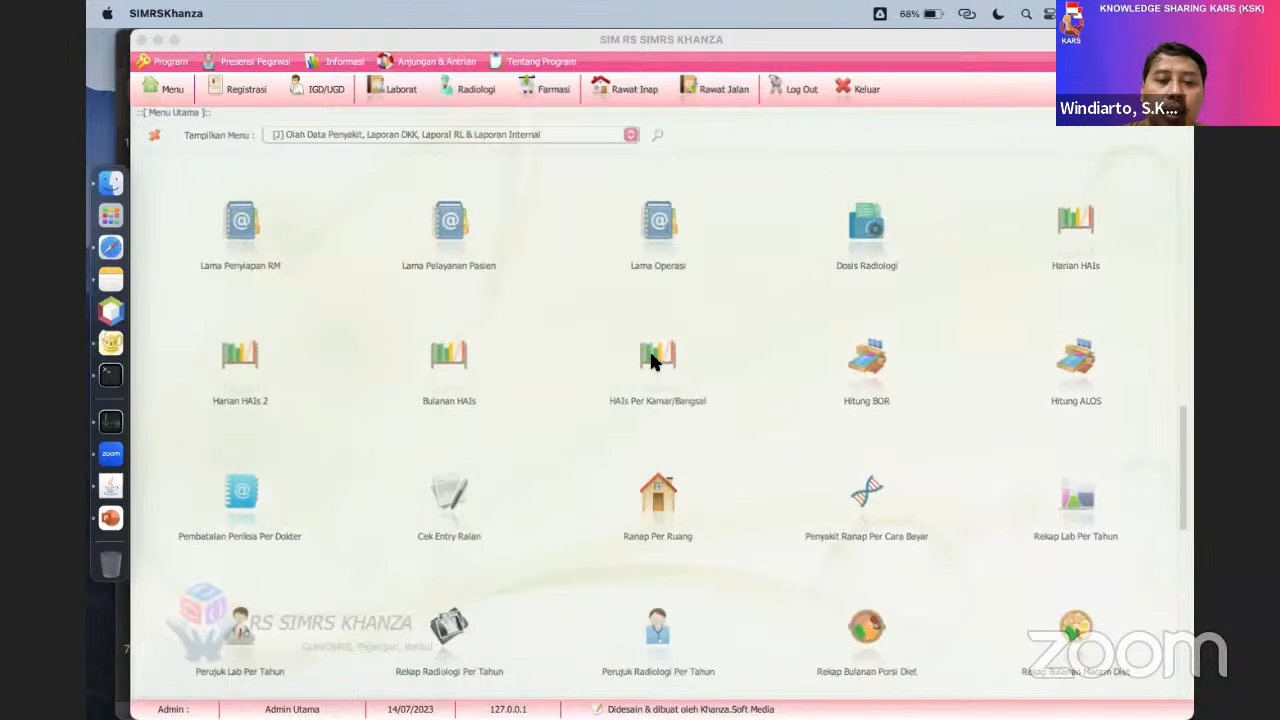 SIMRSKhanza
68%
KNOWLEDGE SHARING KARS (KSK)
KARS
Windiarto, S.K...
SIM RS SIMRS KHANZA
Program Presensi Pegawai Informasi Anjungan & Antrian Tentang Program
Menu Registrasi IGD/UGD Laborat Radiologi Farmasi Rawat Inap Rawat Jalan Log Out Keluar
::[ Menu Utama ]::
Tampilkan Menu : [J] Olah Data Penyakit, Laporan DKK, Laporal RL & Laporan Internal
Lama Penyiapan RM Lama Pelayanan Pasien Lama Operasi Dosis Radiologi Harian HAIs
Harian HAIs 2 Bulanan HAIs HAIs Per Kamar/Bangsal Hitung BOR Hitung ALOS
Pembatalan Periksa Per Dokter Cek Entry Ralan Ranap Per Ruang Penyakit Ranap Per Cara Bayar Rekap Lab Per Tahun
RS SIMRS KHANZA
Perujuk Lab Per Tahun Rekap Radiologi Per Tahun Perujuk Radiologi Per Tahun Rekap Bulanan Porsi Diet Rekap Bulanan Macam Diet
zoom
zoom
Admin : Admin Utama 14/07/2023 127.0.0.1 Didesain & dibuat oleh Khanza.Soft Media